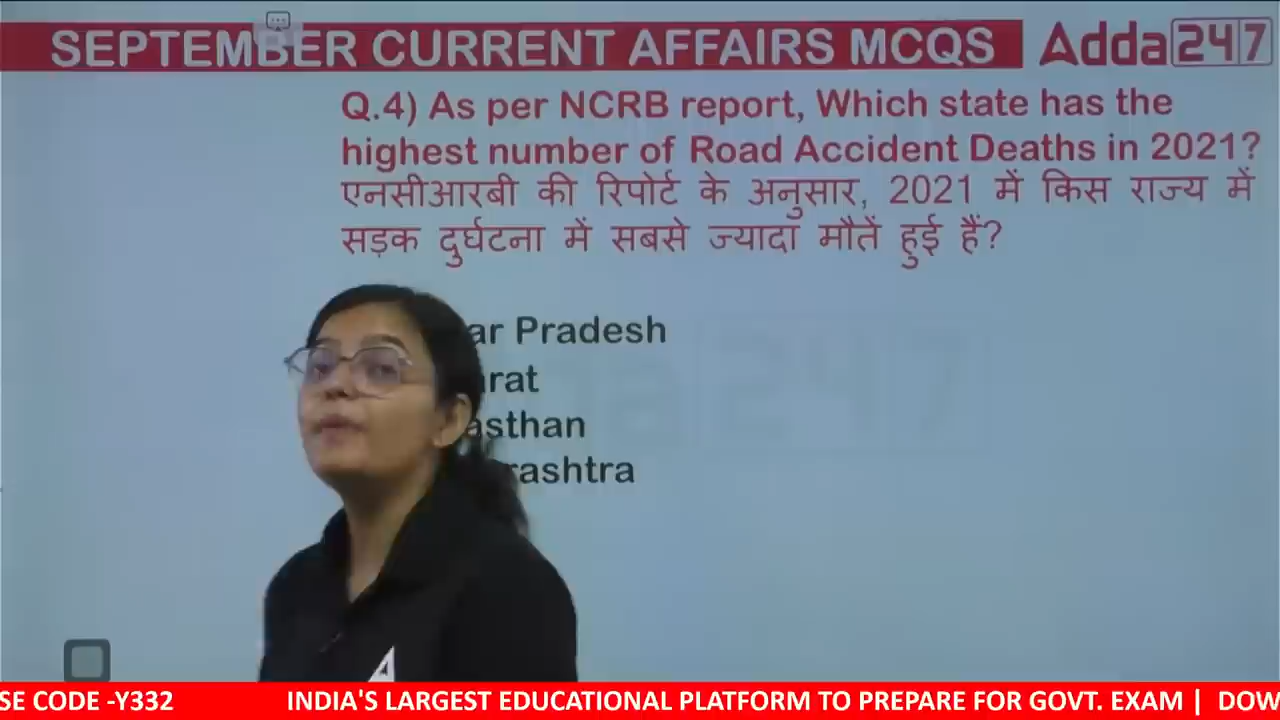 SEPTEMBER CURRENT AFFAIRS MCQS
Adda247
Q.4) As per NCRB report, Which state has the
highest number of Road Accident Deaths in 2021?
एनसीआरबी की रिपोर्ट के अनुसार, 2021 में किस राज्य में
सड़क दुर्घटना में सबसे ज्यादा मौतें हुई हैं?
ar Pradesh
rat
asthan
rashtra
SE CODE -Y332 INDIA'S LARGEST EDUCATIONAL PLATFORM TO PREPARE FOR GOVT. EXAM | DOW